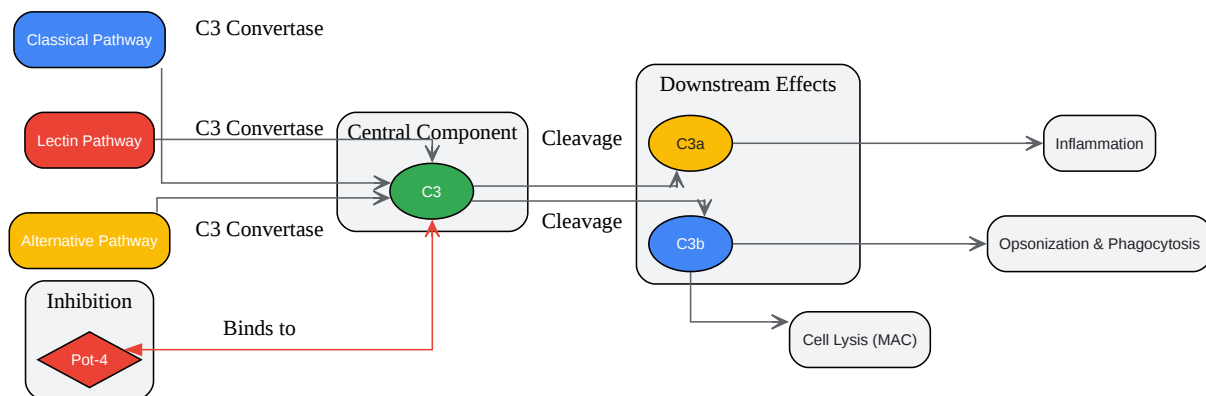 Classical Pathway
C3 Convertase
Lectin Pathway
C3 Convertase
Alternative Pathway
C3 Convertase
Inhibition
Pot-4
Binds to
Central Component
C3
Cleavage
Cleavage
Downstream Effects
C3a
C3b
Inflammation
Opsonization & Phagocytosis
Cell Lysis (MAC)